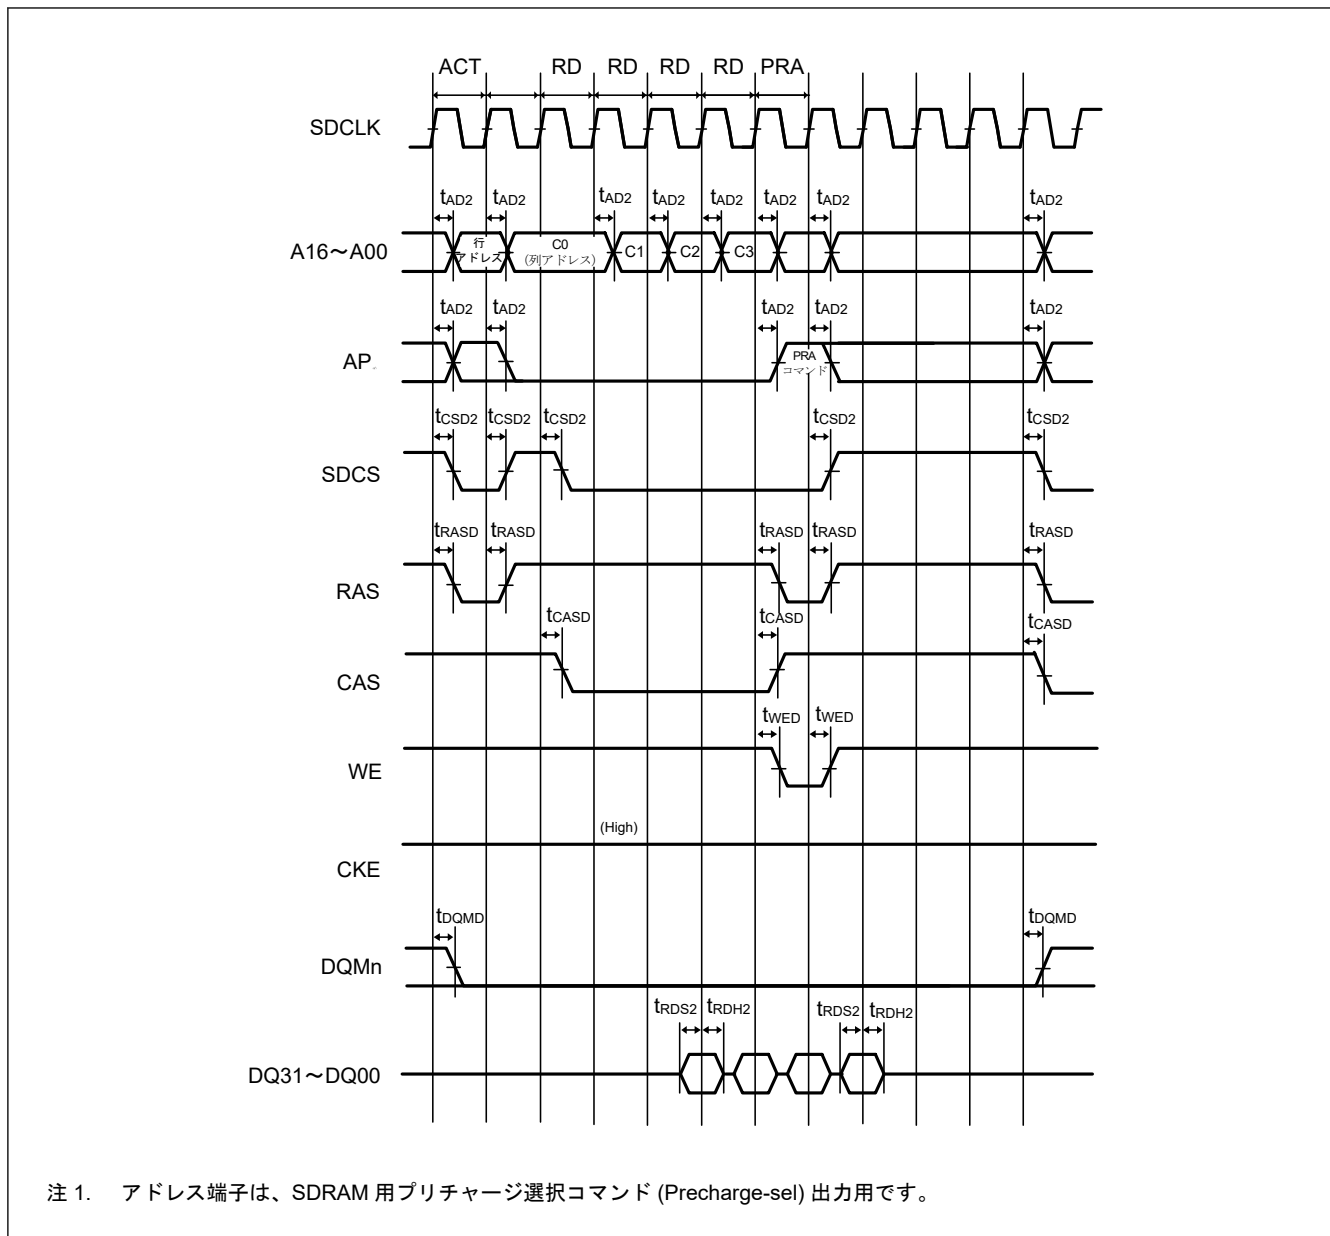 ACT RD RD RD RD PRA
SDCLK
tAD2 tAD2 tAD2 tAD2 tAD2 tAD2 tAD2 tAD2
A16～A00
行
アドレス
C0
(列アドレス)
C1 C2 C3
tAD2 tAD2 tAD2 tAD2 tAD2
AP
PRA
コマンド
tCSD2 tCSD2 tCSD2 tCSD2 tCSD2
SDCS
tRASD tRASD tRASD tRASD tRASD
RAS
tCASD tCASD tCASD
CAS
tWED tWED
WE
(High)
CKE
tDQMD tDQMD
DQMn
tRDS2 tRDH2 tRDS2 tRDH2
DQ31～DQ00
注 1. アドレス端子は、SDRAM 用プリチャージ選択コマンド (Precharge-sel) 出力用です。